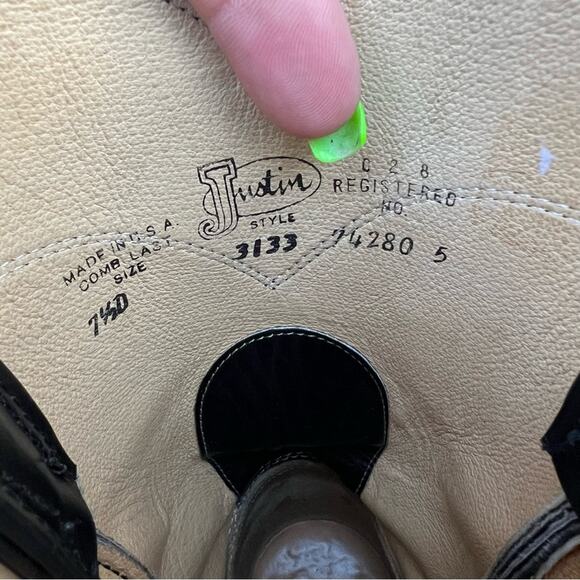 Justin
STYLE
3133
MADE IN U.S.A.
COMB LAST
SIZE
7½D
C 2 8
REGISTERED
NO.
74280 5